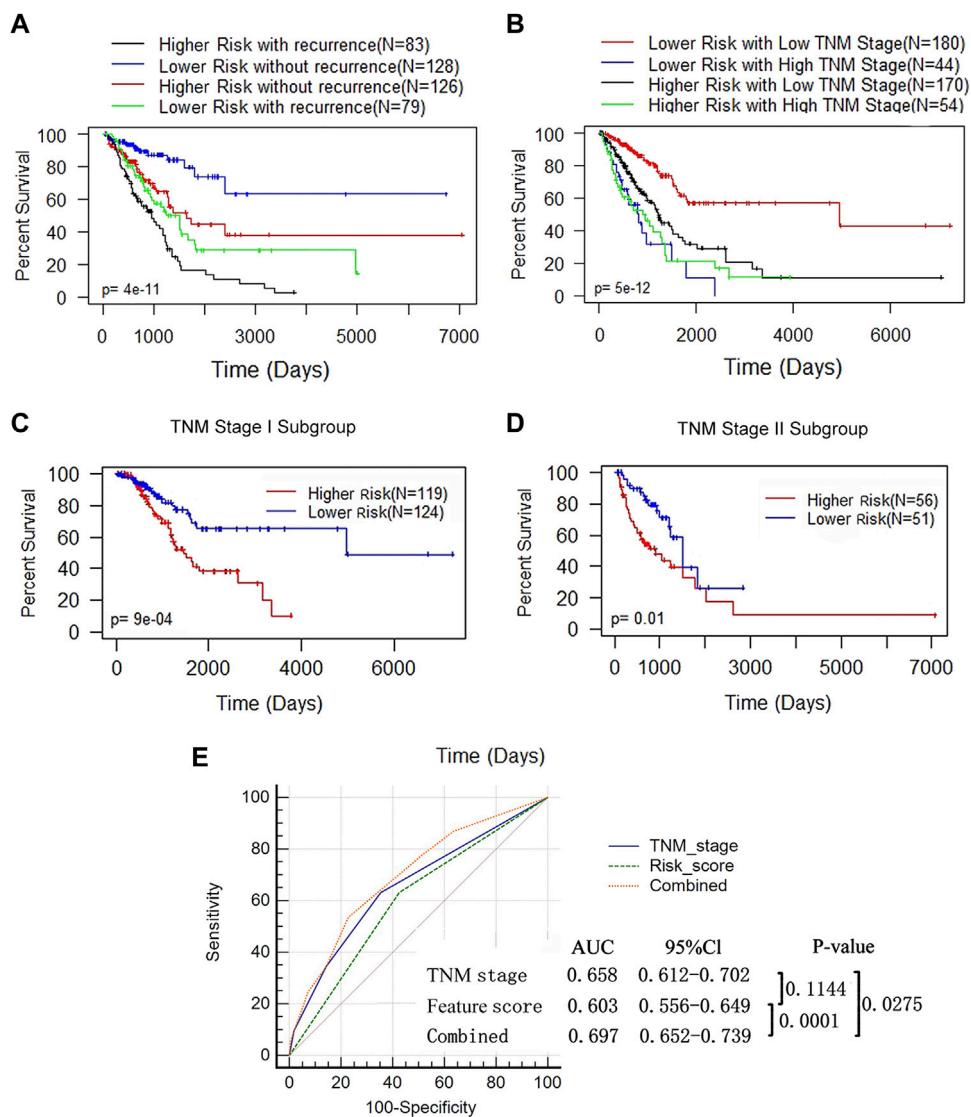 A
Higher Risk with recurrence(N=83)
Lower Risk without recurrence(N=128)
Higher Risk without recurrence(N=126)
Lower Risk with recurrence(N=79)
Percent Survival
100
80
60
40
20
0
p= 4e-11
0 1000 3000 5000 7000
Time (Days)
B
Lower Risk with Low TNM Stage(N=180)
Lower Risk with High TNM Stage(N=44)
Higher Risk with Low TNM Stage(N=170)
Higher Risk with High TNM Stage(N=54)
Percent Survival
100
80
60
40
20
0
p= 5e-12
0 2000 4000 6000
Time (Days)
C
TNM Stage I Subgroup
Higher Risk(N=119)
Lower Risk(N=124)
Percent Survival
100
80
60
40
20
0
p= 9e-04
0 2000 4000 6000
Time (Days)
D
TNM Stage II Subgroup
Higher Risk(N=56)
Lower Risk(N=51)
Percent Survival
100
80
60
40
20
0
p= 0.01
0 1000 3000 5000 7000
Time (Days)
E
Time (Days)
Sensitivity
100
80
60
40
20
0
0 20 40 60 80 100
100-Specificity
TNM_stage
Risk_score
Combined
AUC 95%Cl P-value
TNM stage 0.658 0.612-0.702
Feature score 0.603 0.556-0.649
Combined 0.697 0.652-0.739
0.1144
0.0001
0.0275